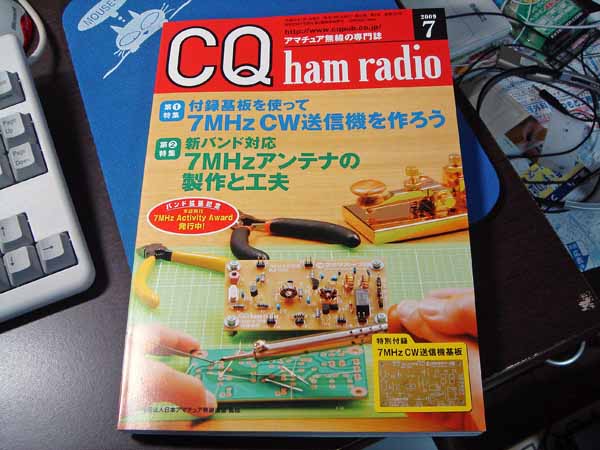 2009
7
http://www.cqpub.co.jp/
アマチュア無線の専門誌
CQ ham radio
第1特集
付録基板を使って
7MHz CW送信機を作ろう
第2特集
新バンド対応
7MHzアンテナの
製作と工夫
バンド拡張記念
7MHz Activity Award
発行中!
特別付録
7MHz CW送信機基板
MOUSE
Page
Up
Page
Down